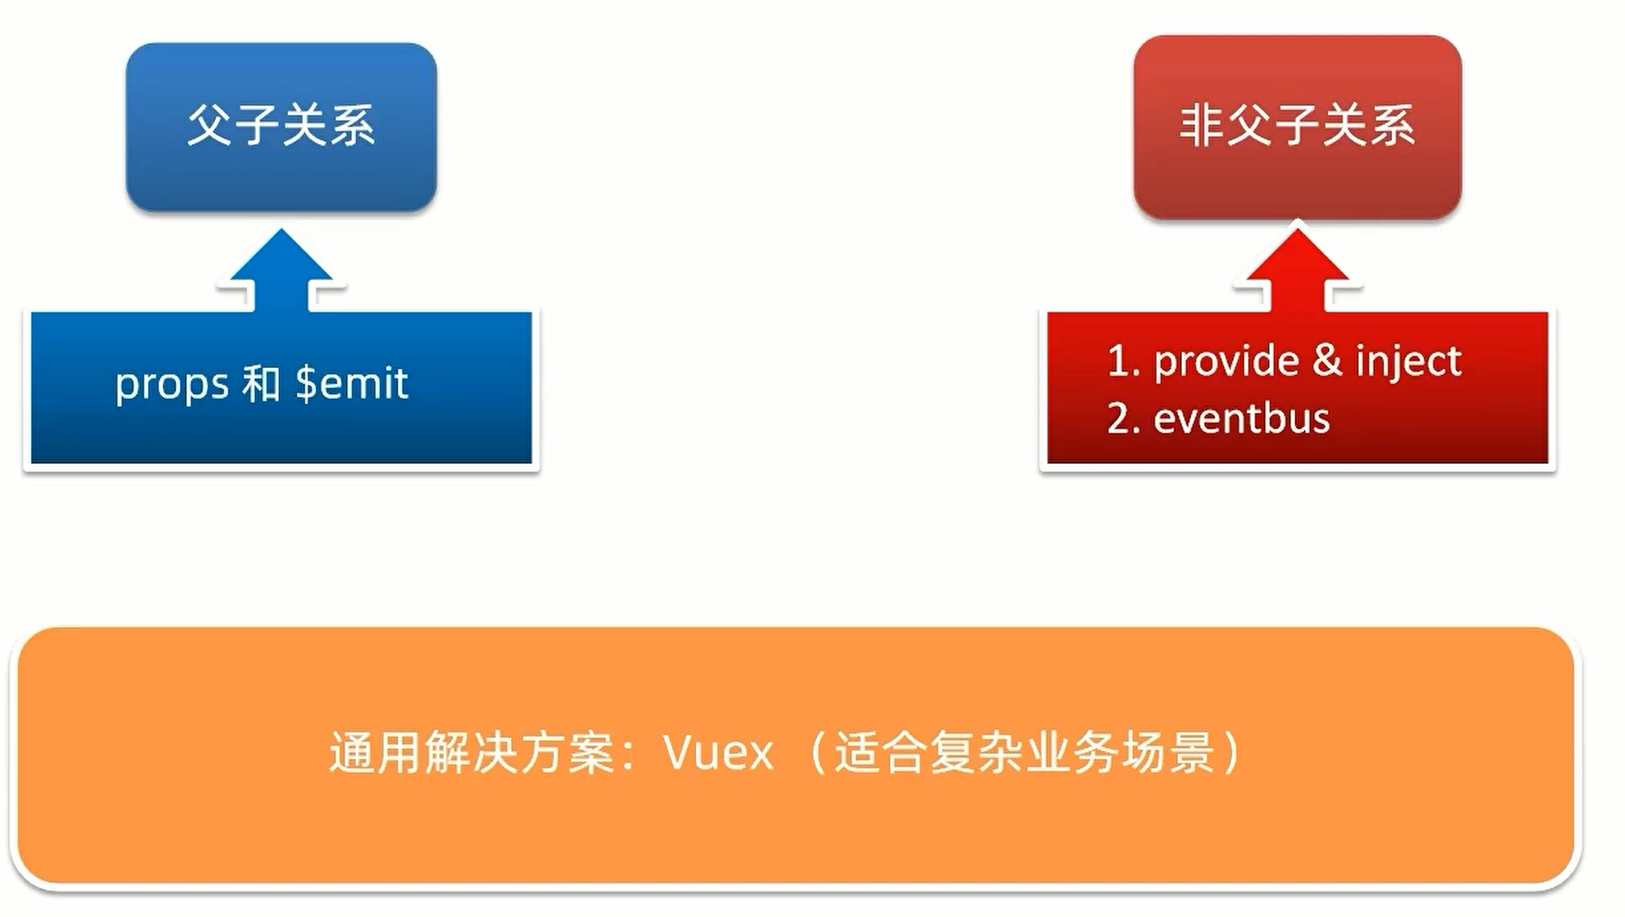 父子关系
非父子关系
props 和 $emit
1. provide & inject
2. eventbus
通用解决方案：Vuex （适合复杂业务场景）